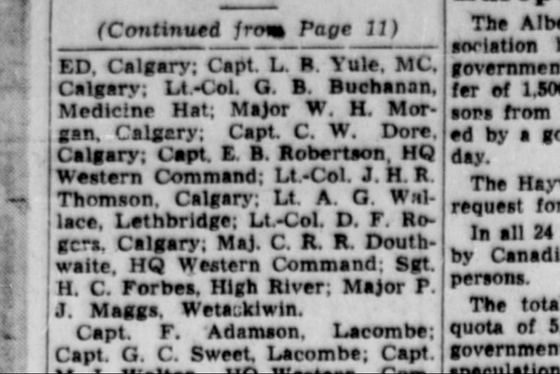 (Continued from Page 11)
ED, Calgary; Capt. L. B. Yule, MC,
Calgary; Lt.-Col. G. B. Buchanan,
Medicine Hat; Major W. H. Mor-
gan, Calgary; Capt. C. W. Dore,
Calgary; Capt. E. B. Robertson, HQ
Western Command; Lt.-Col. J. H. R.
Thomson, Calgary; Lt. A. G. Wal-
lace, Lethbridge; Lt.-Col. D. F. Ro-
gers, Calgary; Maj. C. R. R. Douth-
waite, HQ Western Command; Sgt.
H. C. Forbes, High River; Major P.
J. Maggs, Wetaskiwin.
Capt. F. Adamson, Lacombe;
Capt. G. C. Sweet, Lacombe; Capt.
The Albe
sociation
governmen
fer of 1,50
sons from
ed by a go
day.
The Hay
request for
In all 24
by Canadi
persons.
The tota
quota of 5
governmen